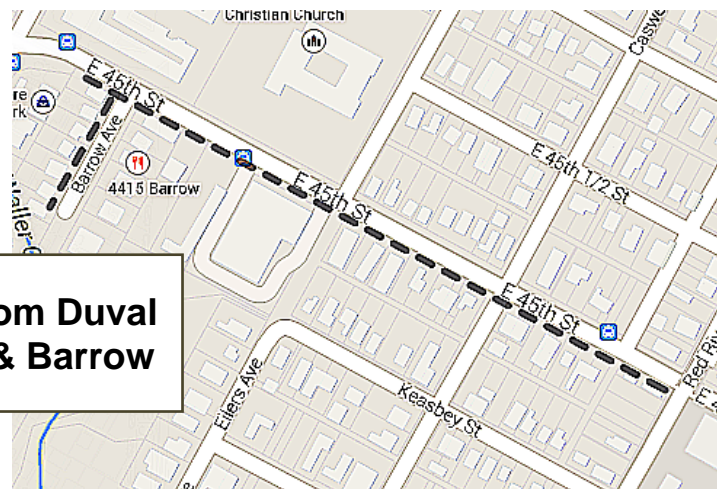 Christian Church
E 45th St
Barrow Ave
4415 Barrow
E 45th St
E 45th 1/2 St
E 45th St
Eilers Ave
Keasbey St
om Duval
& Barrow